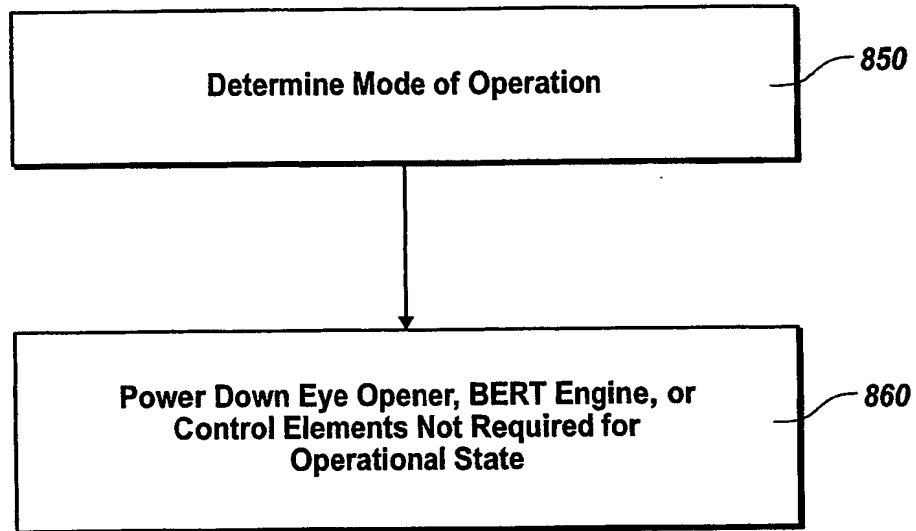 Determine Mode of Operation
850
Power Down Eye Opener, BERT Engine, or
Control Elements Not Required for
Operational State
860